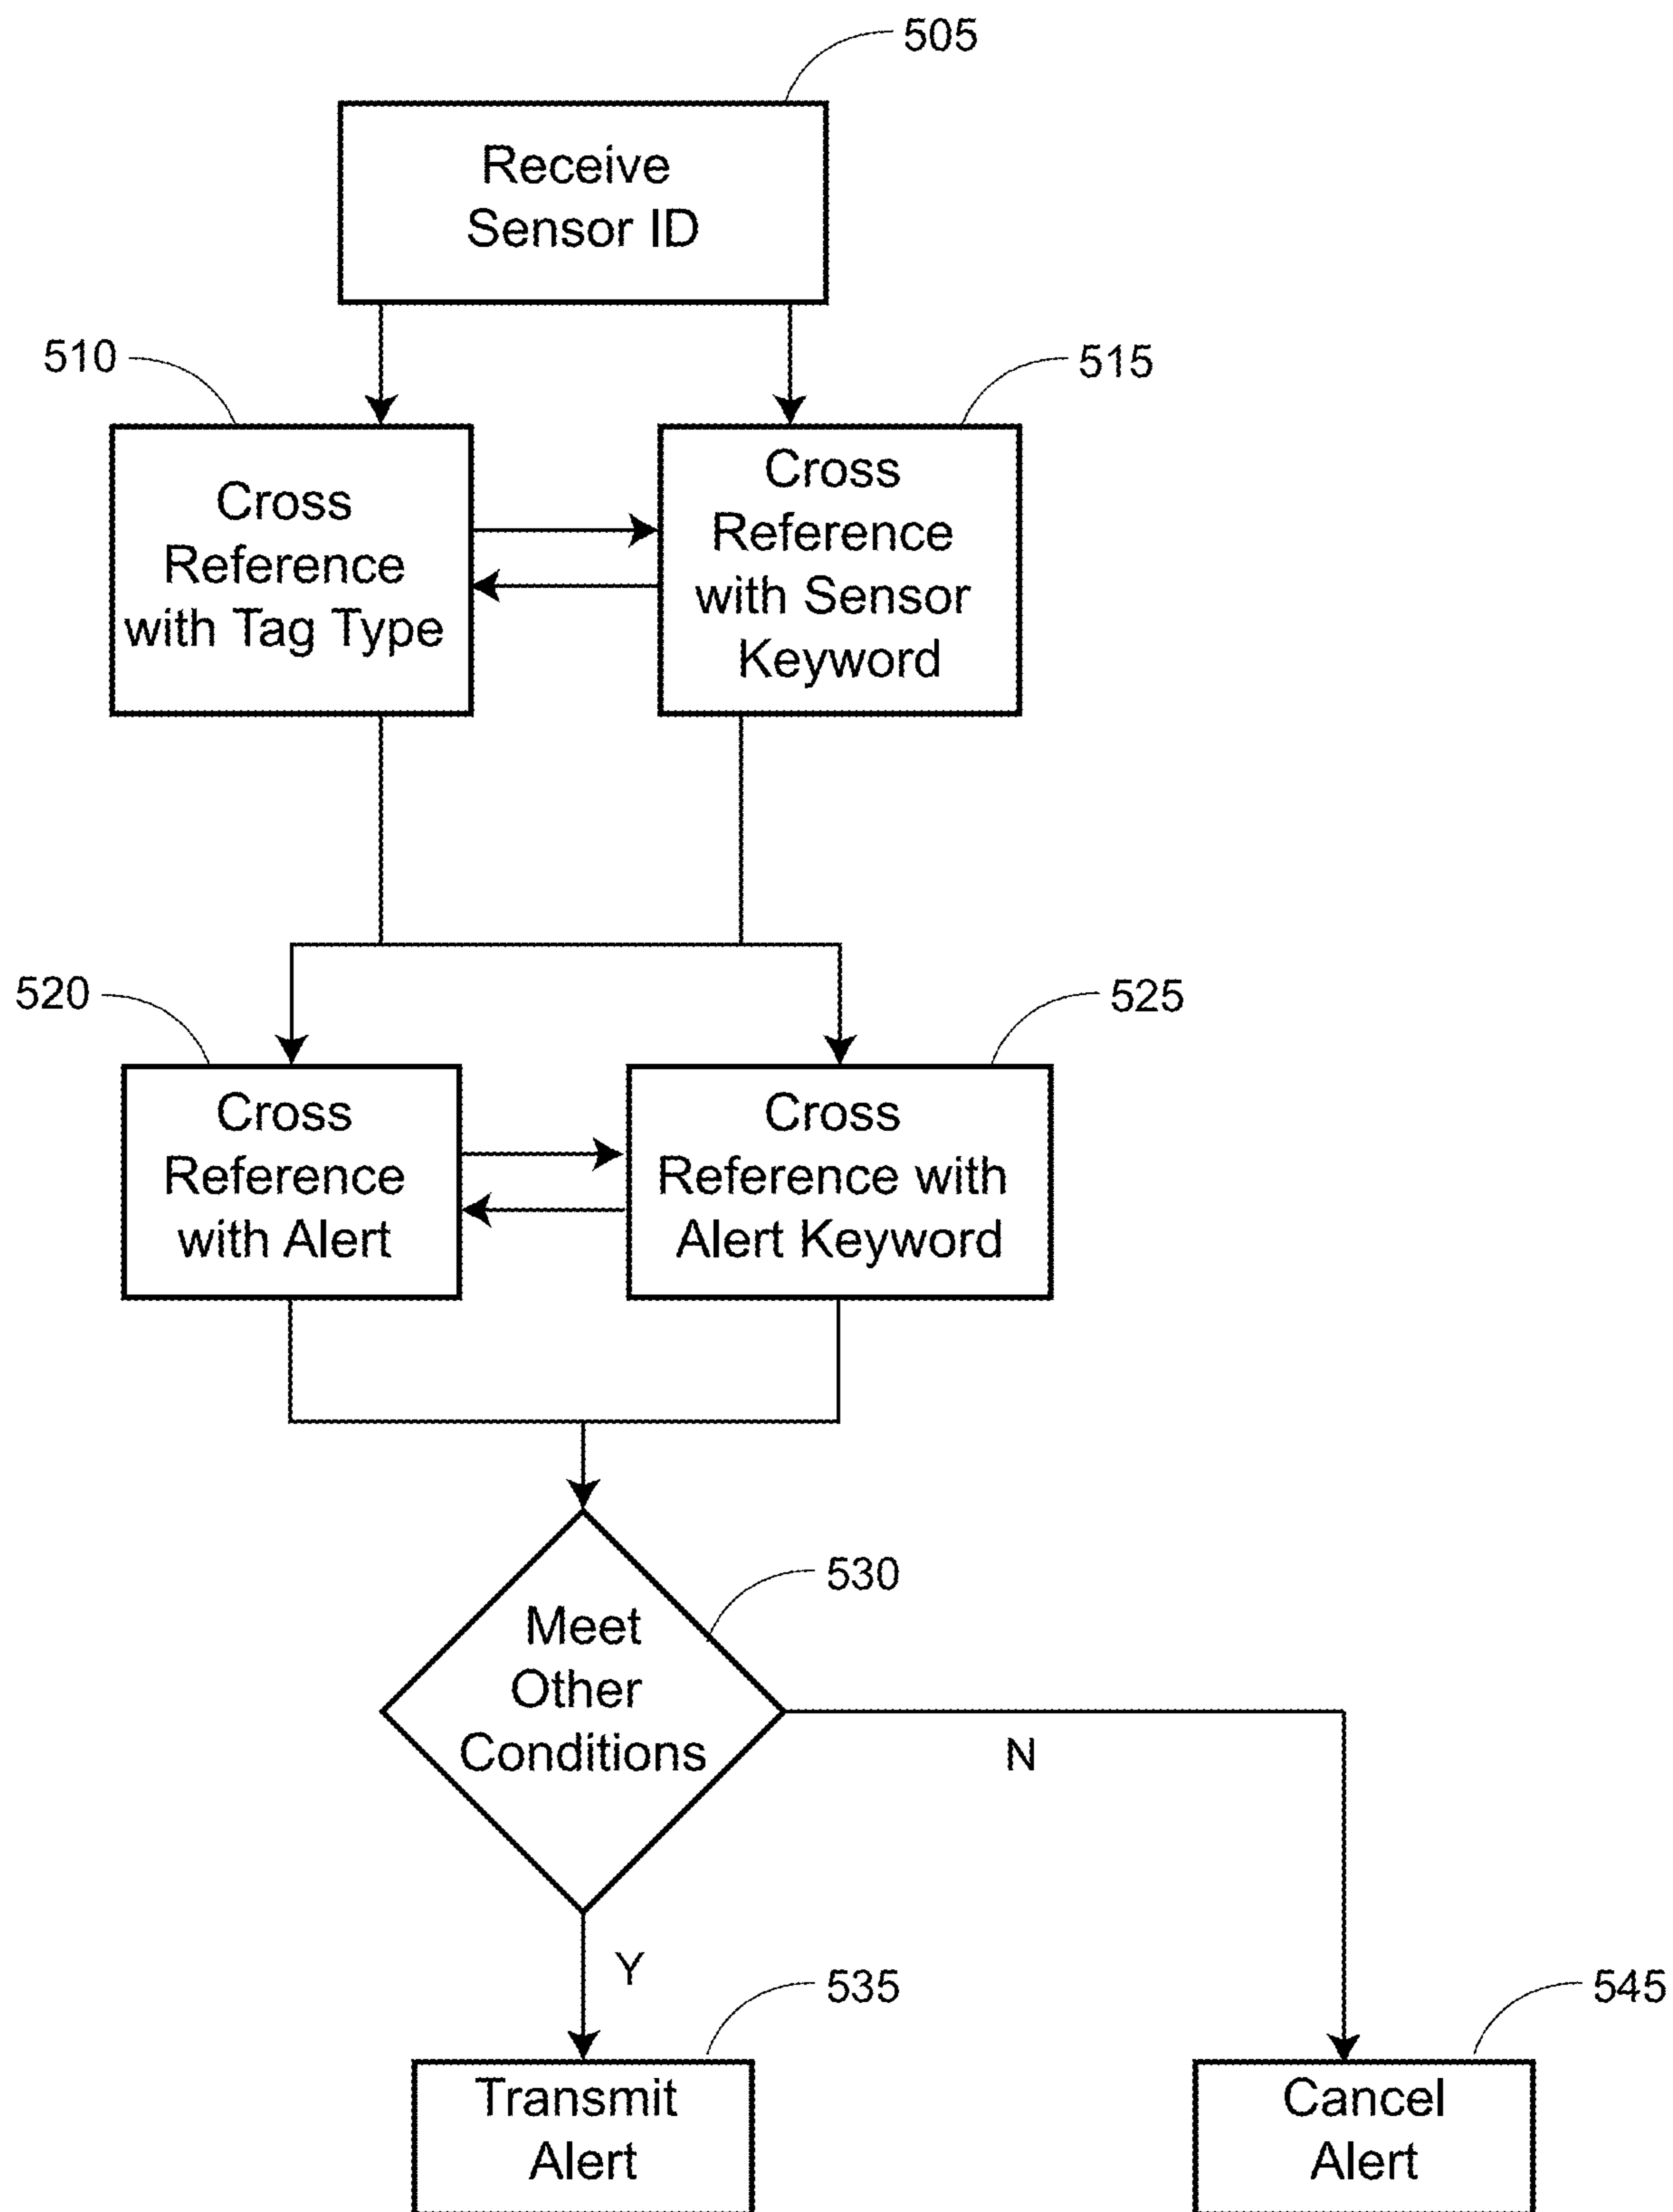 505
Receive
Sensor ID
510
515
Cross
Reference
with Tag Type
Cross
Reference
with Sensor
Keyword
520
525
Cross
Reference
with Alert
Cross
Reference with
Alert Keyword
530
Meet
Other
Conditions
N
Y
535
545
Transmit
Alert
Cancel
Alert